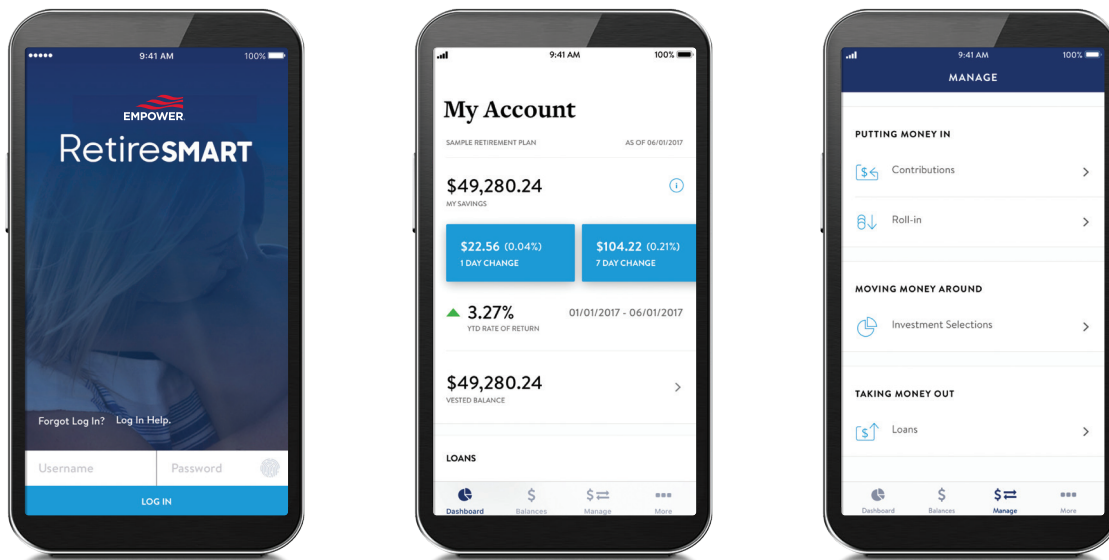 9:41 AM 100%
EMPOWER
RetireSMART
Forgot Log In? Log In Help.
Username Password
LOG IN
9:41 AM 100%
My Account
SAMPLE RETIREMENT PLAN AS OF 06/01/2017
$49,280.24
MY SAVINGS
$22.56 (0.04%) $104.22 (0.21%)
1 DAY CHANGE 7 DAY CHANGE
3.27% 01/01/2017 - 06/01/2017
YTD RATE OF RETURN
$49,280.24
VESTED BALANCE
LOANS
Dashboard Balances Manage More
9:41 AM 100%
MANAGE
PUTTING MONEY IN
Contributions
Roll-in
MOVING MONEY AROUND
Investment Selections
TAKING MONEY OUT
Loans
Dashboard Balances Manage More